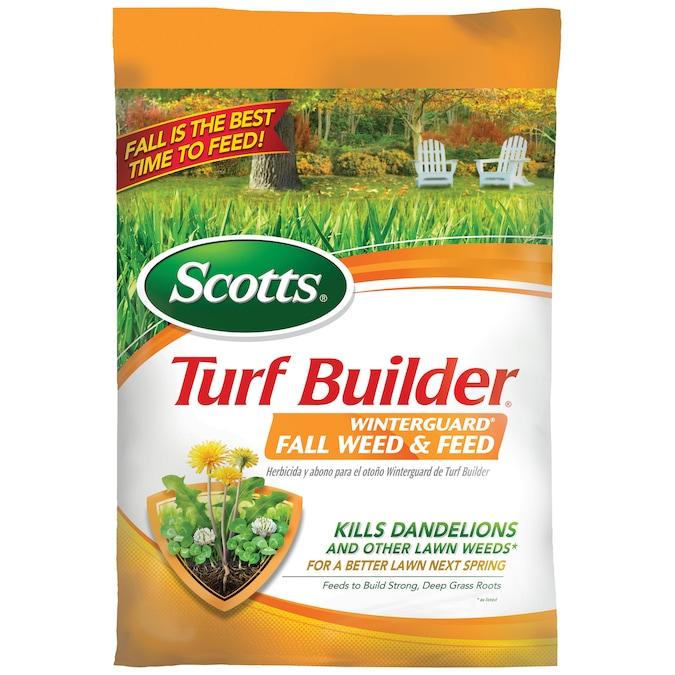 FALL IS THE BEST
TIME TO FEED!
Scotts®
Turf Builder®
WINTERGUARD®
FALL WEED & FEED
Herbicida y abono para el otoño Winterguard de Turf Builder
KILLS DANDELIONS
AND OTHER LAWN WEEDS*
FOR A BETTER LAWN NEXT SPRING
Feeds to Build Strong, Deep Grass Roots
* as listed